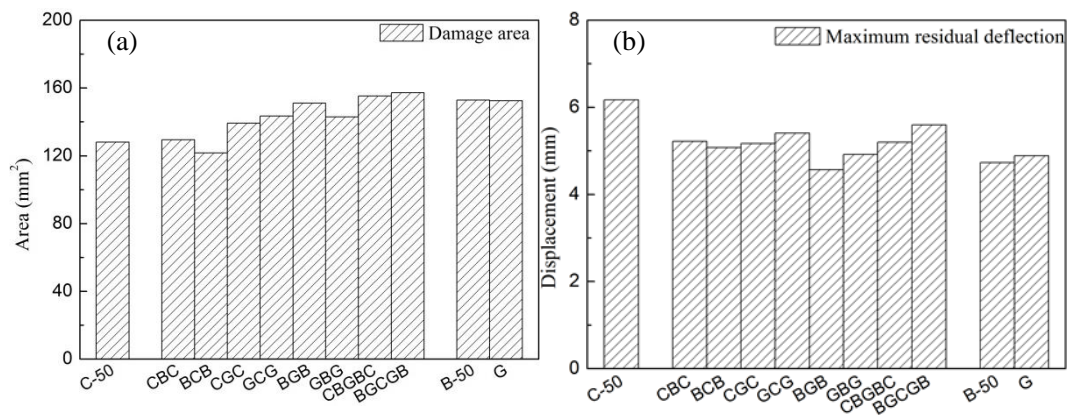 (a)
Damage area
200
160
120
80
40
0
Area (mm²)
C-50
CBC
BCB
CGC
GCG
BGB
GBG
CBGBC
BGCGB
B-50
G
(b)
Maximum residual deflection
8
6
4
2
0
Displacement (mm)
C-50
CBC
BCB
CGC
GCG
BGB
GBG
CBGBC
BGCGB
B-50
G